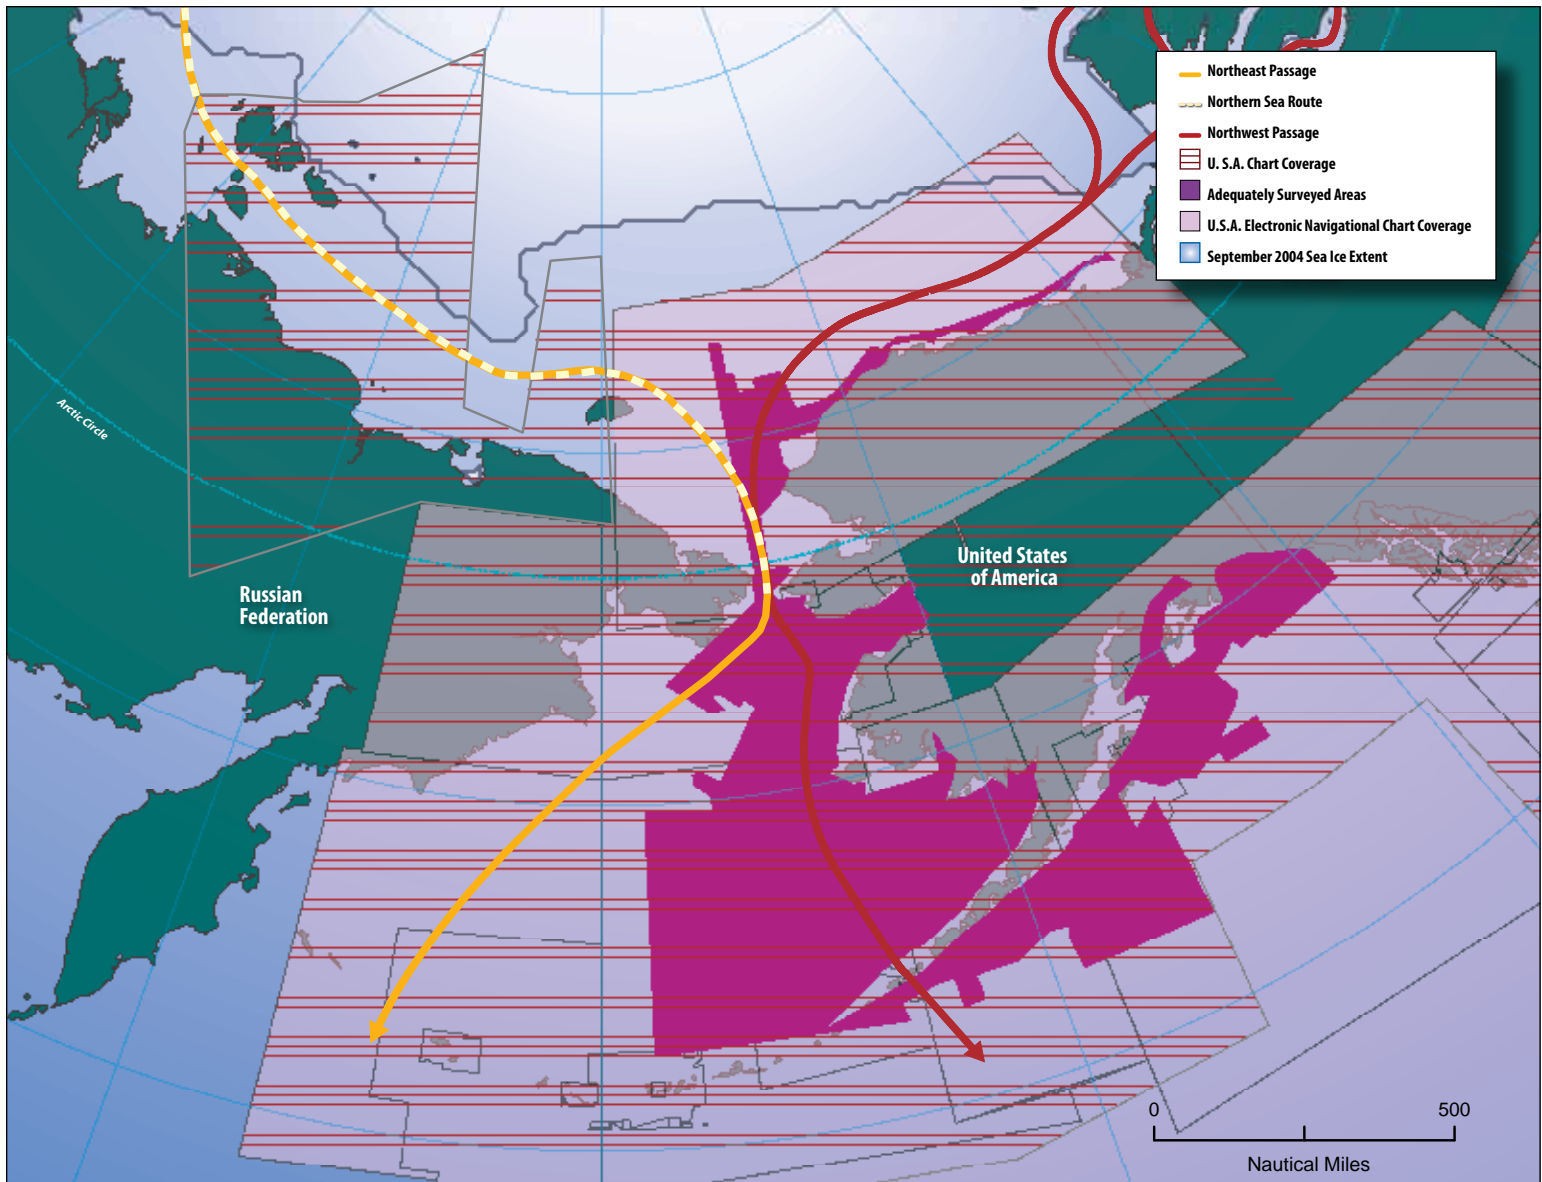 Northeast Passage
Northern Sea Route
Northwest Passage
U. S.A. Chart Coverage
Adequately Surveyed Areas
U.S.A. Electronic Navigational Chart Coverage
September 2004 Sea Ice Extent
Arctic Circle
United States
of America
Russian
Federation
0 500
Nautical Miles